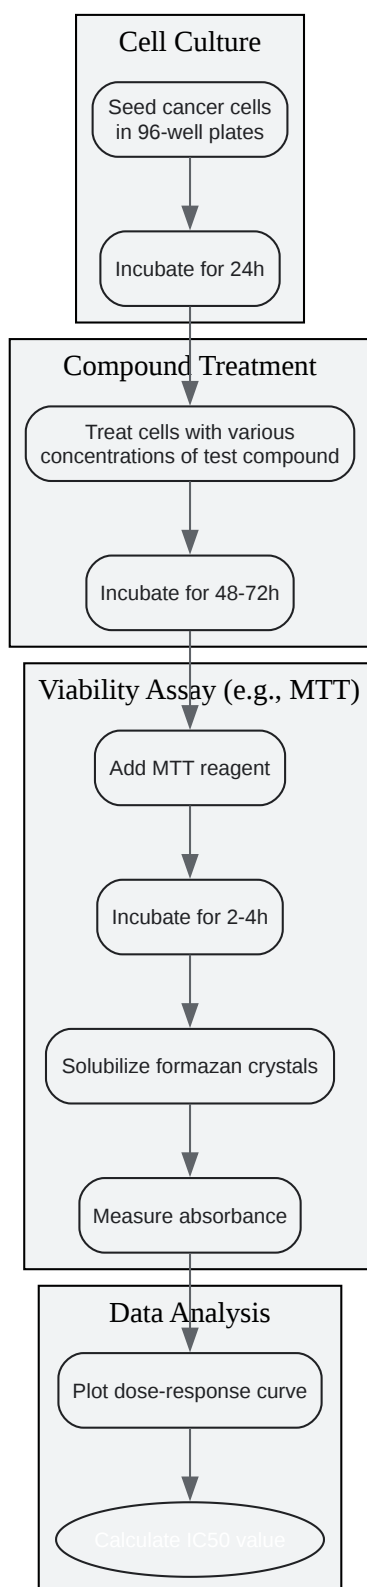 Cell Culture
Seed cancer cells
in 96-well plates
Incubate for 24h
Compound Treatment
Treat cells with various
concentrations of test compound
Incubate for 48-72h
Viability Assay (e.g., MTT)
Add MTT reagent
Incubate for 2-4h
Solubilize formazan crystals
Measure absorbance
Data Analysis
Plot dose-response curve
Calculate IC50 value